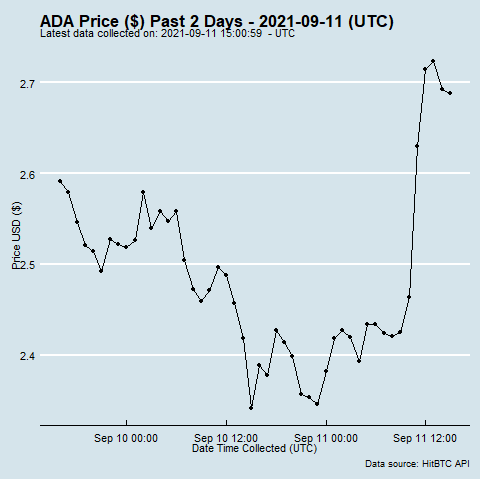 ADA Price ($) Past 2 Days - 2021-09-11 (UTC)
Latest data collected on: 2021-09-11 15:00:59  - UTC
2.7
2.6
2.5
2.4
Price USD ($)
Sep 10 00:00
Sep 10 12:00
Sep 11 00:00
Sep 11 12:00
Date Time Collected (UTC)
Data source: HitBTC API